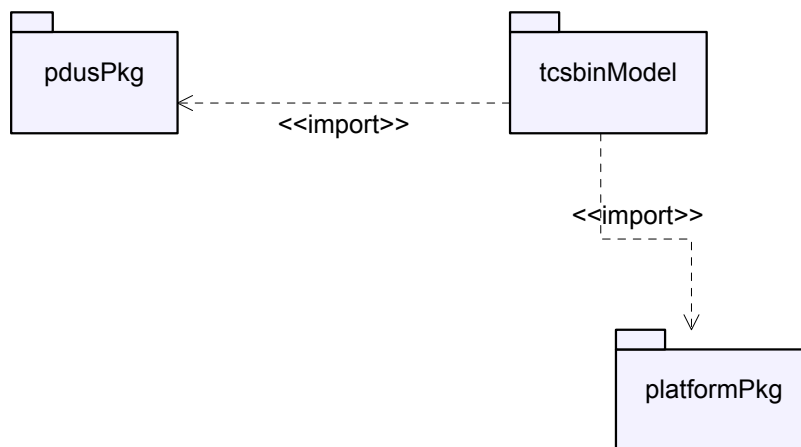 pdusPkg
tcsbinModel
<<import>>
<<import>>
platformPkg